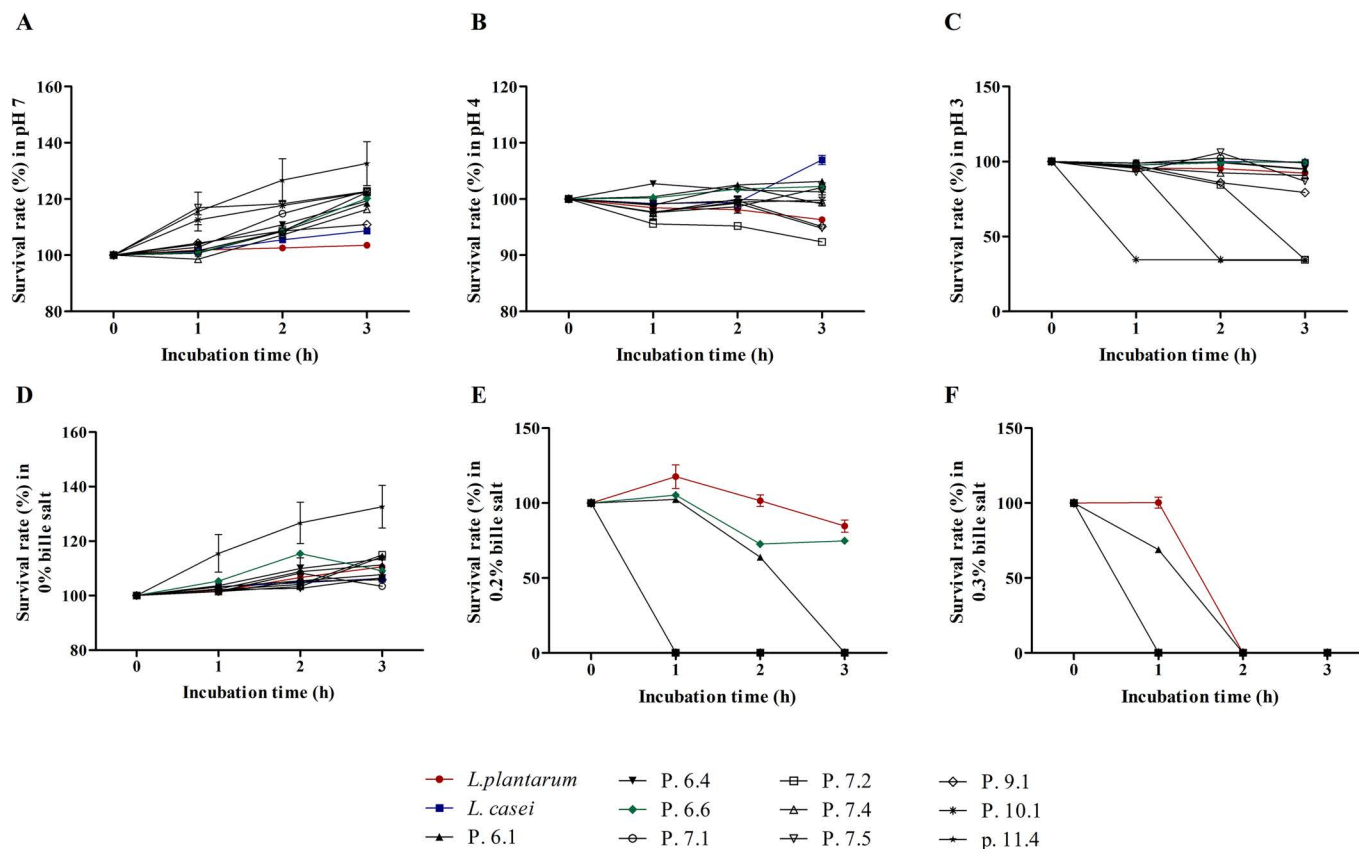 A
Survival rate (%) in pH 7
160
140
120
100
80
0 1 2 3
Incubation time (h)
B
Survival rate (%) in pH 4
120
110
100
90
80
0 1 2 3
Incubation time (h)
C
Survival rate (%) in pH 3
150
100
50
0
0 1 2 3
Incubation time (h)
D
Survival rate (%) in
0% bille salt
160
140
120
100
80
0 1 2 3
Incubation time (h)
E
Survival rate (%) in
0.2% bille salt
150
100
50
0
0 1 2 3
Incubation time (h)
F
Survival rate (%) in
0.3% bille salt
150
100
50
0
0 1 2 3
Incubation time (h)
L.plantarum
L. casei
P. 6.1
P. 6.4
P. 6.6
P. 7.1
P. 7.2
P. 7.4
P. 7.5
P. 9.1
P. 10.1
p. 11.4